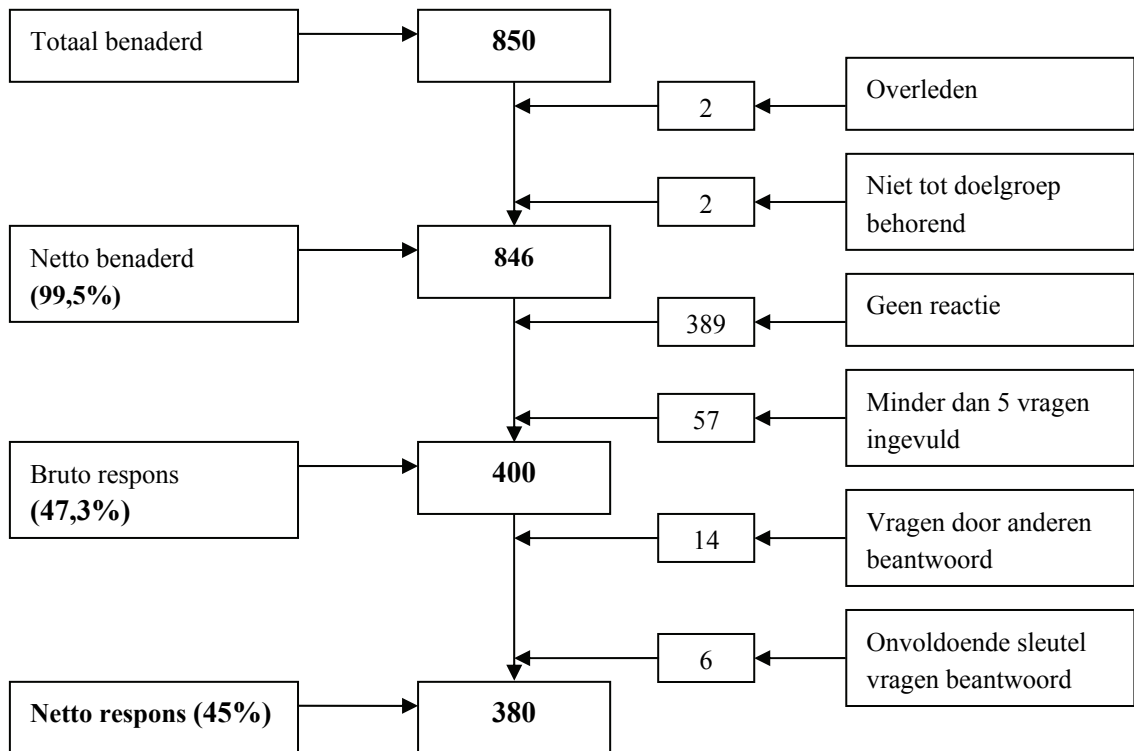 Totaal benaderd
850
2
Overleden
2
Niet tot doelgroep
behorend
Netto benaderd
(99,5%)
846
389
Geen reactie
57
Minder dan 5 vragen
ingevuld
Bruto respons
(47,3%)
400
14
Vragen door anderen
beantwoord
6
Onvoldoende sleutel
vragen beantwoord
Netto respons (45%)
380